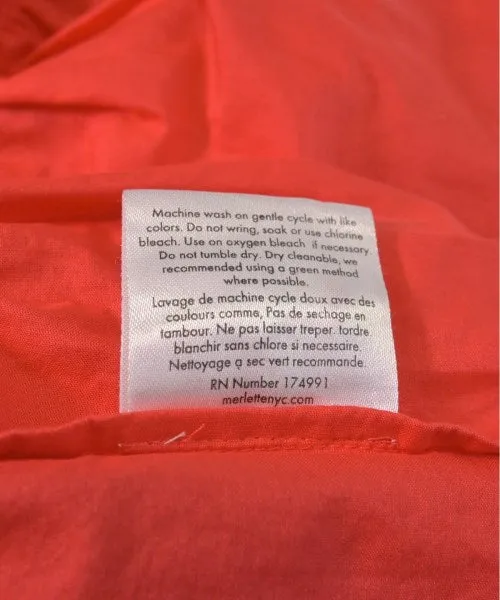 Machine wash on gentle cycle with like
colors. Do not wring, soak or use chlorine
bleach. Use on oxygen bleach if necessary
Do not tumble dry. Dry cleanable, we
recommended using a green method
where possible.
Lavage de machine cycle doux avec des
coulours comme, Pas de sechage en
tambour. Ne pas laisser treper. tordre
blanchir sans chlore si necessaire.
Nettoyage a sec vert recommande.
RN Number 174991
merlettenyc.com